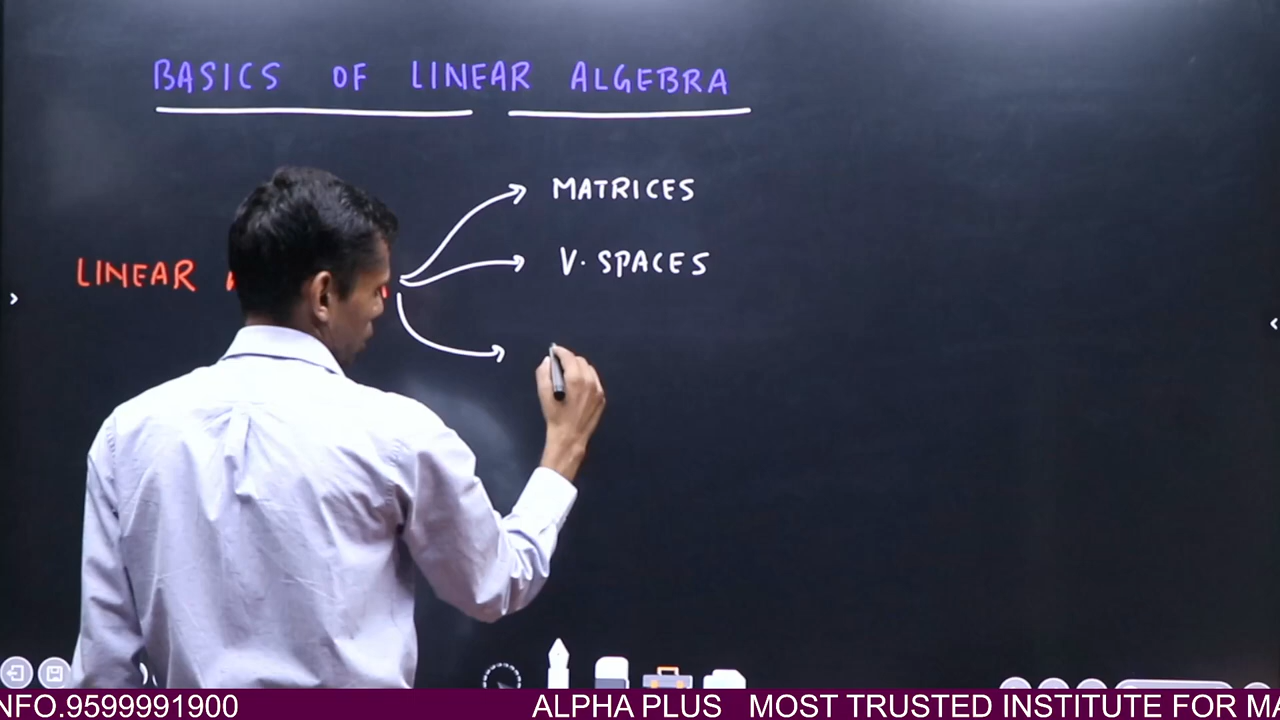 BASICS OF LINEAR ALGEBRA
MATRICES
LINEAR
V. SPACES
NFO.9599991900 ALPHA PLUS MOST TRUSTED INSTITUTE FOR MA